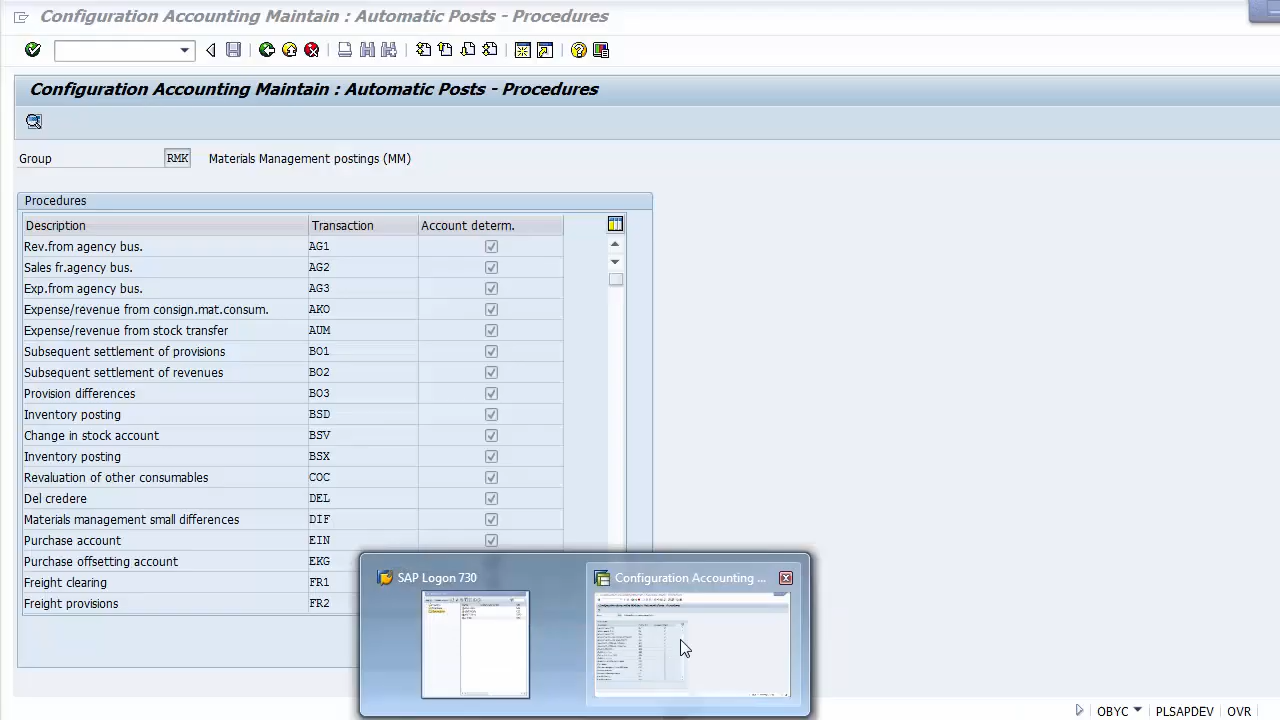 Configuration Accounting Maintain : Automatic Posts - Procedures
Configuration Accounting Maintain : Automatic Posts - Procedures
Group RMK Materials Management postings (MM)
Procedures
Description Transaction Account determ.
Rev.from agency bus. AG1
Sales fr.agency bus. AG2
Exp.from agency bus. AG3
Expense/revenue from consign.mat.consum. AKO
Expense/revenue from stock transfer AUM
Subsequent settlement of provisions BO1
Subsequent settlement of revenues BO2
Provision differences BO3
Inventory posting BSD
Change in stock account BSV
Inventory posting BSX
Revaluation of other consumables COC
Del credere DEL
Materials management small differences DIF
Purchase account EIN
Purchase offsetting account EKG
Freight clearing FR1
Freight provisions FR2
SAP Logon 730
Configuration Accounting ...
OBYC PLSAPDEV OVR